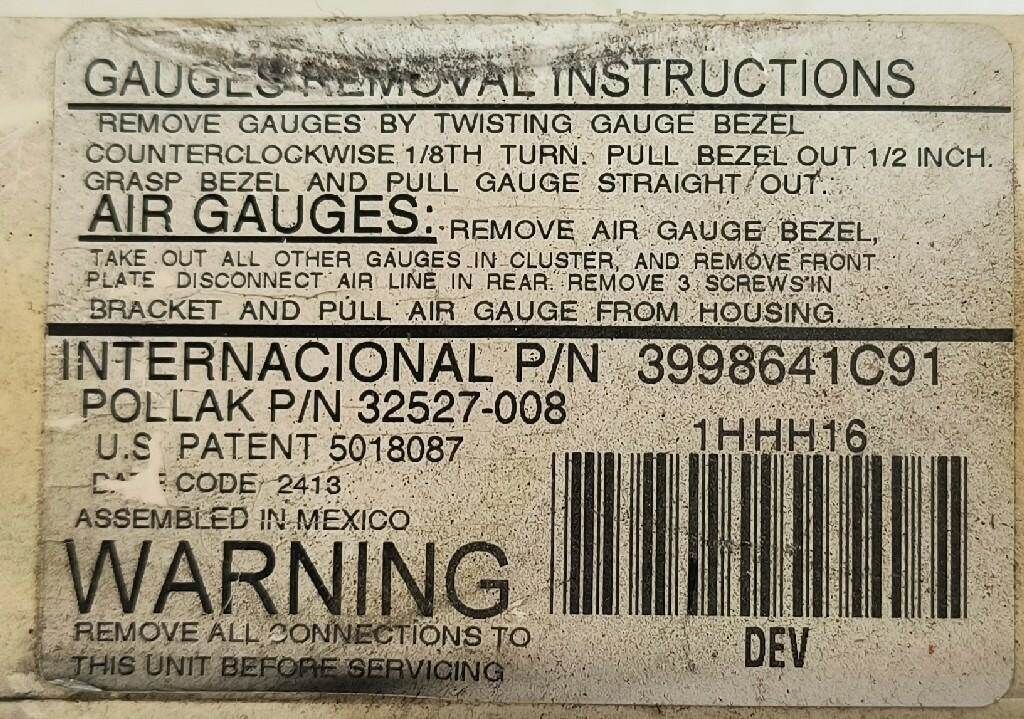 GAUGES REMOVAL INSTRUCTIONS
REMOVE GAUGES BY TWISTING GAUGE BEZEL
COUNTERCLOCKWISE 1/8TH TURN. PULL BEZEL OUT 1/2 INCH.
GRASP BEZEL AND PULL GAUGE STRAIGHT OUT.
AIR GAUGES: REMOVE AIR GAUGE BEZEL,
TAKE OUT ALL OTHER GAUGES IN CLUSTER, AND REMOVE FRONT
PLATE DISCONNECT AIR LINE IN REAR. REMOVE 3 SCREWS IN
BRACKET AND PULL AIR GAUGE FROM HOUSING.
INTERNACIONAL P/N 3998641C91
POLLAK P/N 32527-008
1HHH16
U.S PATENT 5018087
CODE 2413
ASSEMBLED IN MEXICO
WARNING
REMOVE ALL CONNECTIONS TO
THIS UNIT BEFORE SERVICING
DEV